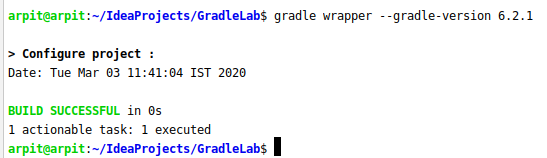 arpit@arpit:~/IdeaProjects/GradleLab$ gradle wrapper --gradle-version 6.2.1
> Configure project :
Date: Tue Mar 03 11:41:04 IST 2020
BUILD SUCCESSFUL in 0s
1 actionable task: 1 executed
arpit@arpit:~/IdeaProjects/GradleLab$